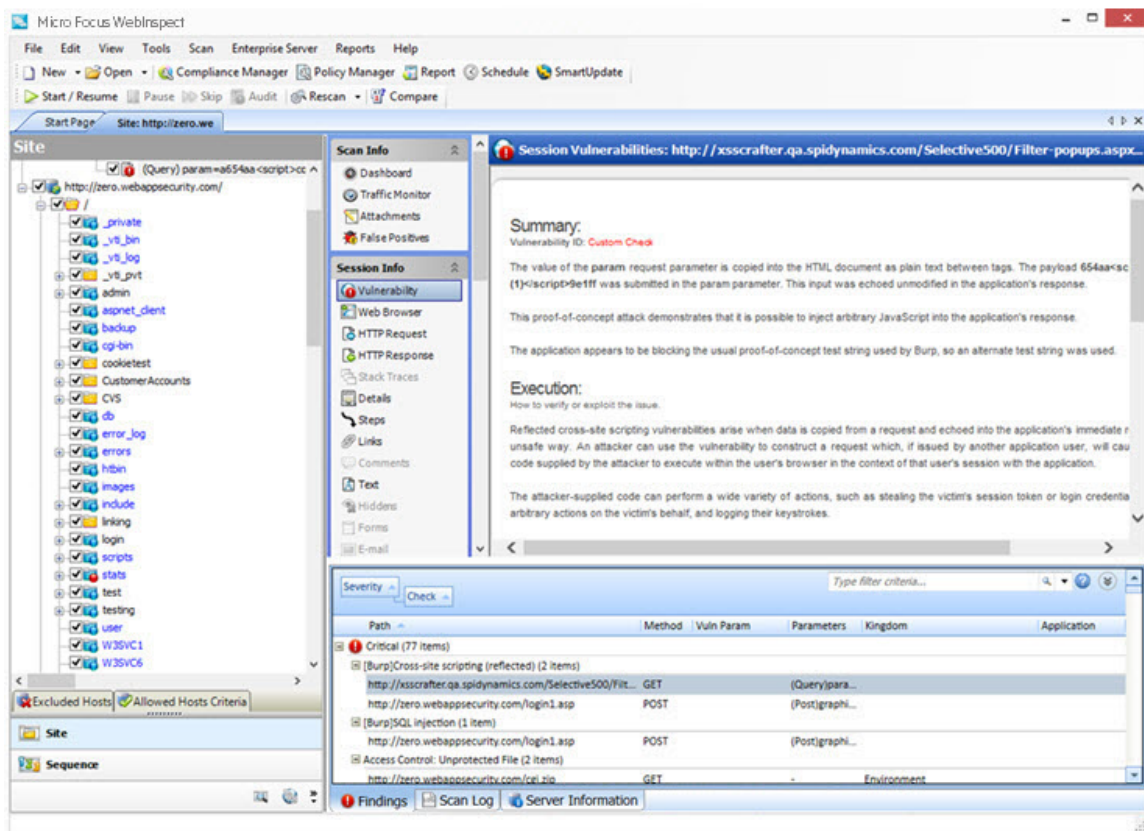 Micro Focus WebInspect
File Edit View Tools Scan Enterprise Server Reports Help
New Open Compliance Manager Policy Manager Report Schedule SmartUpdate
Start / Resume Pause Skip Audit Rescan Compare
Start Page Site: http://zero.we
Site
(Query) param=a654aa<script>cc
http://zero.webappsecurity.com/
/
_private
_vti_bin
_vti_log
_vti_pvt
admin
aspnet_client
backup
cgi-bin
cookietest
CustomerAccounts
CVS
db
error_log
errors
htbin
images
include
linking
login
scripts
stats
test
testing
user
W3SVC1
W3SVC6
Excluded Hosts Allowed Hosts Criteria
Site
Sequence
Scan Info
Dashboard
Traffic Monitor
Attachments
False Positives
Session Info
Vulnerability
Web Browser
HTTP Request
HTTP Response
Stack Traces
Details
Steps
Links
Comments
Text
Hiddens
Forms
E-mail
Session Vulnerabilities: http://xsscrafter.qa.spidynamics.com/Selective500/Filter-popups.aspx...
Summary:
Vulnerability ID: Custom Check
The value of the param request parameter is copied into the HTML document as plain text between tags. The payload 654aa<sc
(1)</script>9e1ff was submitted in the param parameter. This input was echoed unmodified in the application's response.
This proof-of-concept attack demonstrates that it is possible to inject arbitrary JavaScript into the application's response.
The application appears to be blocking the usual proof-of-concept test string used by Burp, so an alternate test string was used.
Execution:
How to verify or exploit the issue.
Reflected cross-site scripting vulnerabilities arise when data is copied from a request and echoed into the application's immediate r
unsafe way. An attacker can use the vulnerability to construct a request which, if issued by another application user, will cau
code supplied by the attacker to execute within the user's browser in the context of that user's session with the application.
The attacker-supplied code can perform a wide variety of actions, such as stealing the victim's session token or login credentia
arbitrary actions on the victim's behalf, and logging their keystrokes.
Severity
Check
Type filter criteria...
Path Method Vuln Param Parameters Kingdom Application
Critical (77 items)
[Burp]Cross-site scripting (reflected) (2 items)
http://xsscrafter.qa.spidynamics.com/Selective500/Filt... GET (Query)para...
http://zero.webappsecurity.com/login1.asp POST (Post)graphi...
[Burp]SQL injection (1 item)
http://zero.webappsecurity.com/login1.asp POST (Post)graphi...
Access Control: Unprotected File (2 items)
http://zero.webappsecurity.com/cgi.zip GET - Environment
Findings Scan Log Server Information